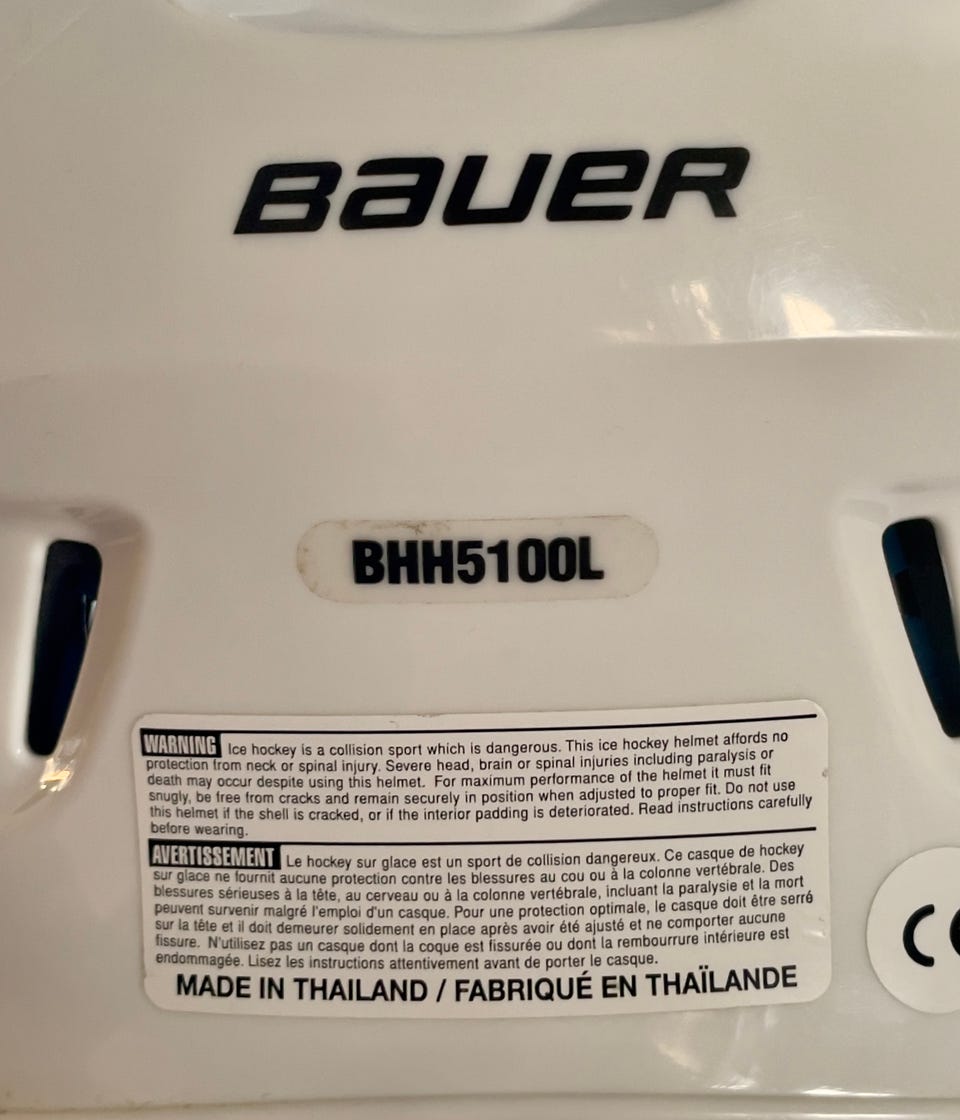 BAUER
BHH5100L
WARNING Ice hockey is a collision sport which is dangerous. This ice hockey helmet affords no
protection from neck or spinal injury. Severe head, brain or spinal injuries including paralysis or
death may occur despite using this helmet. For maximum performance of the helmet it must fit
snugly, be free from cracks and remain securely in position when adjusted to proper fit. Do not use
this helmet if the shell is cracked, or if the interior padding is deteriorated. Read instructions carefully
before wearing.
AVERTISSEMENT Le hockey sur glace est un sport de collision dangereux. Ce casque de hockey
sur glace ne fournit aucune protection contre les blessures au cou ou à la colonne vertébrale. Des
blessures sérieuses à la tête, au cerveau ou à la colonne vertébrale, incluant la paralysie et la mort
peuvent survenir malgré l'emploi d'un casque. Pour une protection optimale, le casque doit être serré
sur la tête et il doit demeurer solidement en place après avoir été ajusté et ne comporter aucune
fissure. N'utilisez pas un casque dont la coque est fissurée ou dont la rembourrure intérieure est
endommagée. Lisez les instructions attentivement avant de porter le casque.
MADE IN THAILAND / FABRIQUÉ EN THAÏLANDE